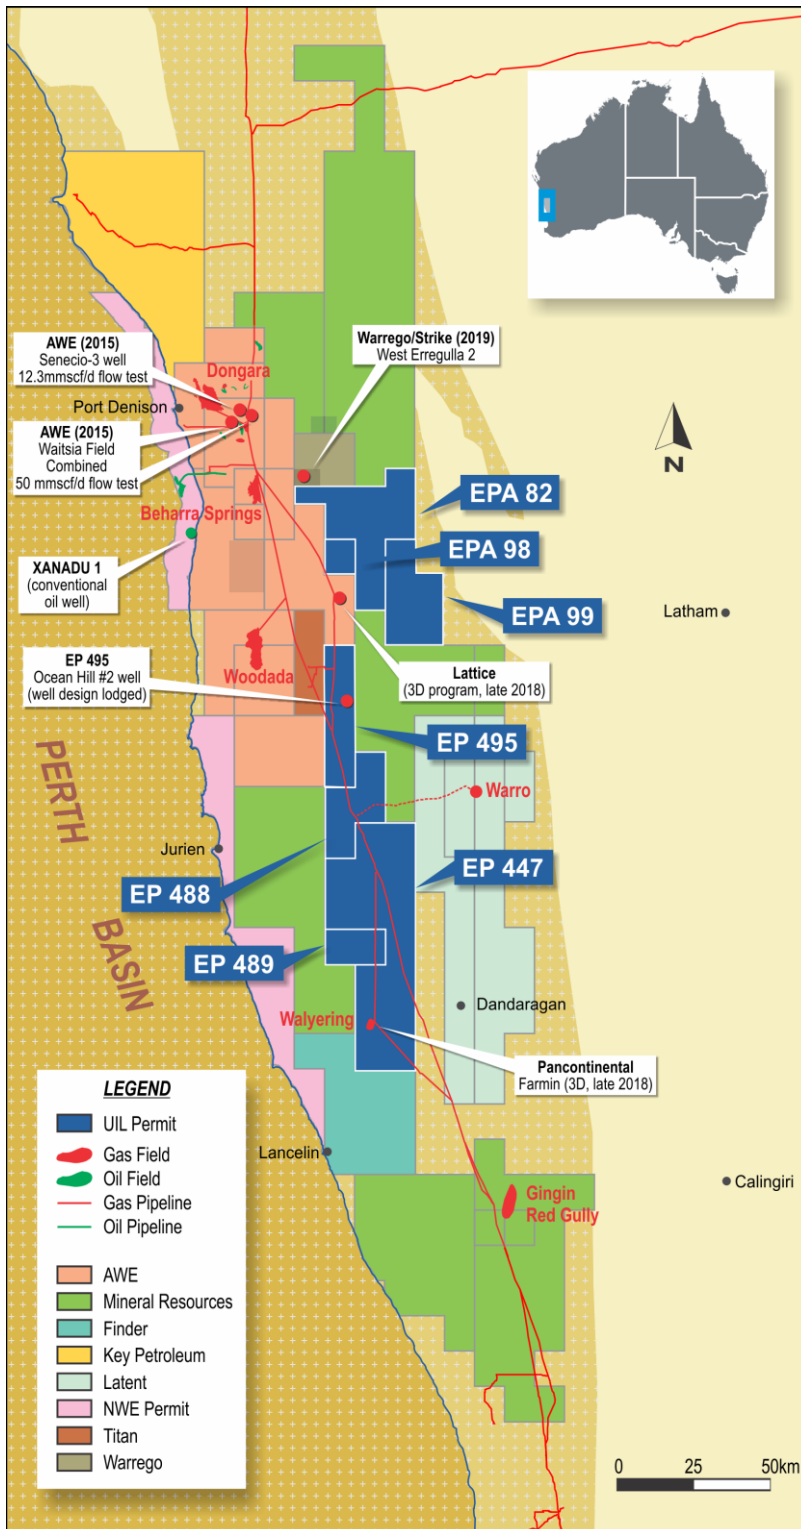 AWE (2015)
Senecio-3 well
12.3mmscf/d flow test
Dongara
Warrego/Strike (2019)
West Erregulla 2
Port Denison
AWE (2015)
Waitsia Field
Combined
50 mmscf/d flow test
N
EPA 82
Beharra Springs
EPA 98
XANADU 1
(conventional
oil well)
EPA 99
Latham
EP 495
Ocean Hill #2 well
(well design lodged)
Woodada
Lattice
(3D program, late 2018)
EP 495
PERTH
BASIN
Warro
Jurien
EP 488
EP 447
EP 489
Dandaragan
Walyering
Pancontinental
Farmin (3D, late 2018)
LEGEND
UIL Permit
Gas Field
Oil Field
Gas Pipeline
Oil Pipeline
AWE
Mineral Resources
Finder
Key Petroleum
Latent
NWE Permit
Titan
Warrego
Lancelin
Calingiri
Gingin
Red Gully
0 25 50km